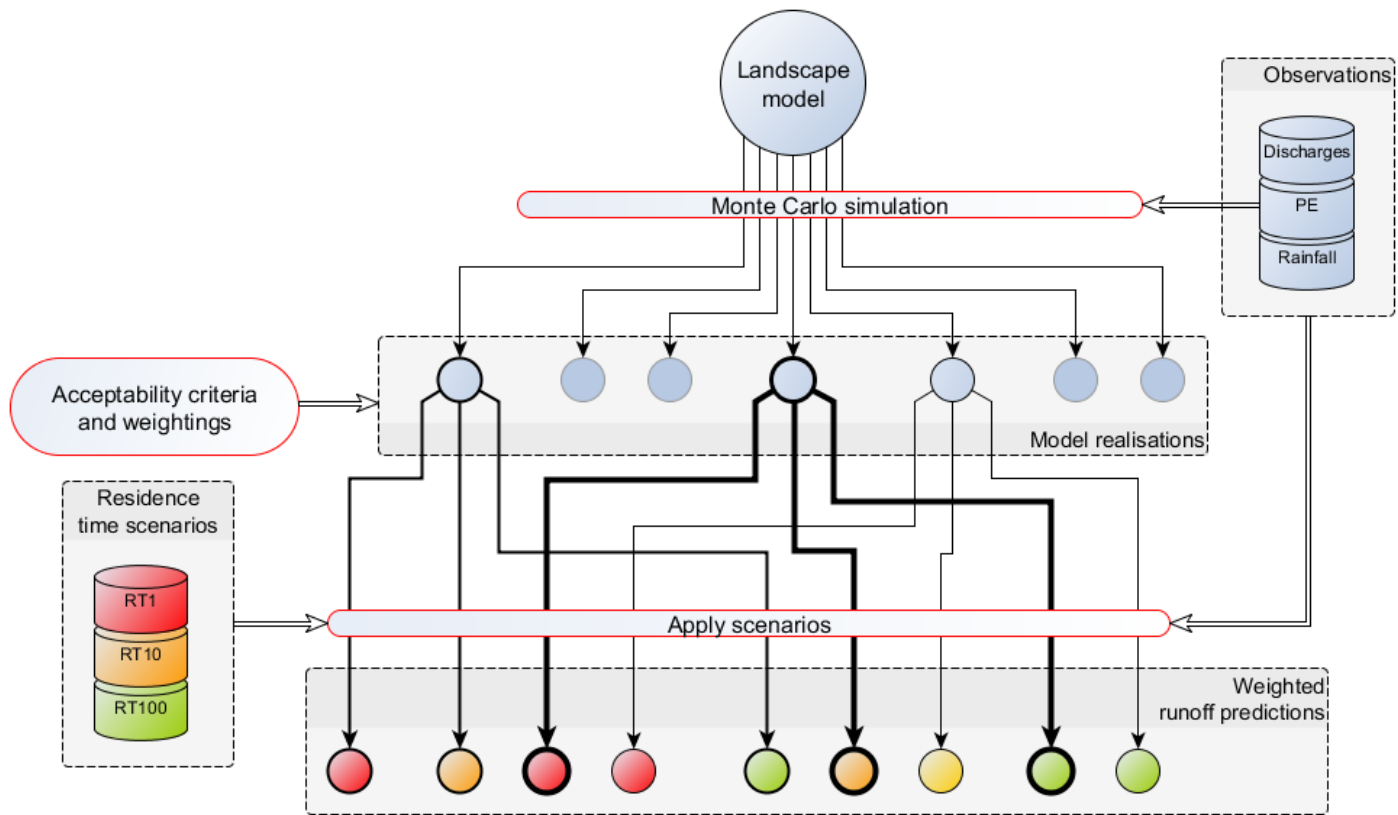 Landscape
model
Observations
Discharges
PE
Rainfall
Monte Carlo simulation
Acceptability criteria
and weightings
Model realisations
Residence
time scenarios
RT1
RT10
RT100
Apply scenarios
Weighted
runoff predictions